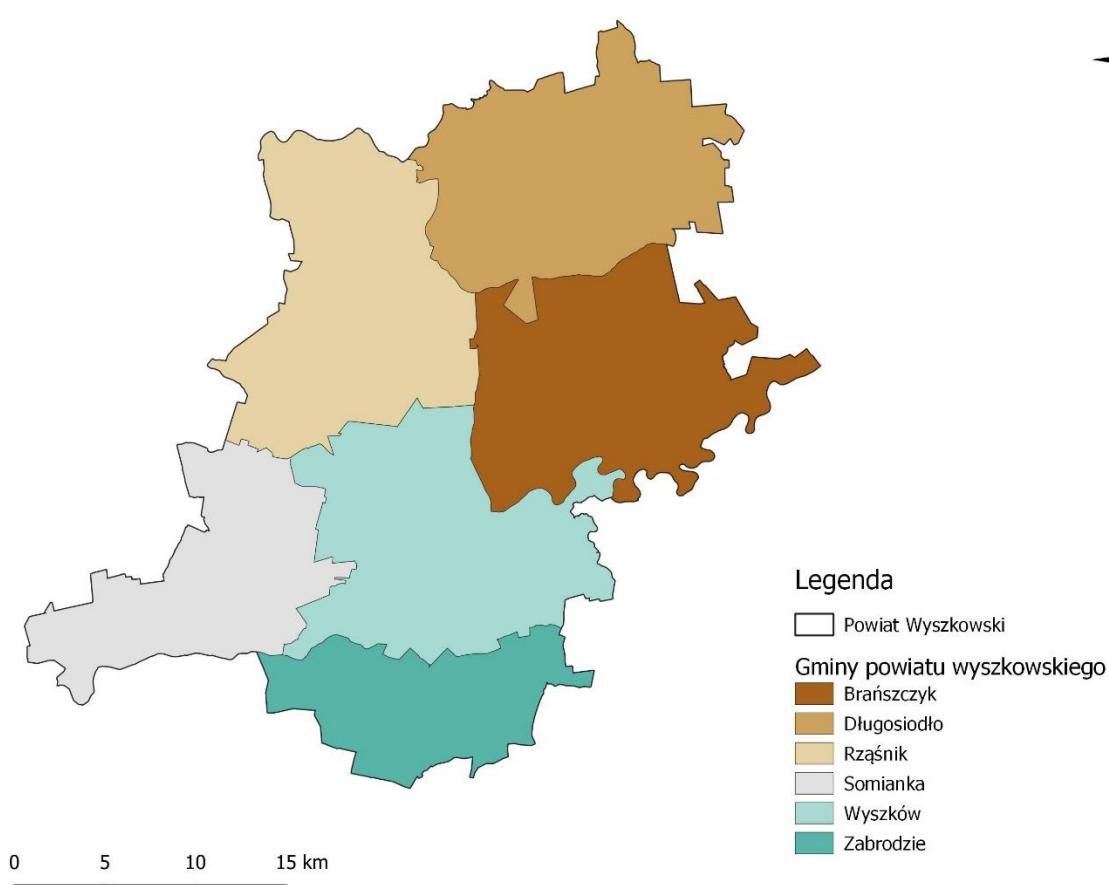 Legenda
Powiat Wyszkowski
Gminy powiatu wyszkowskiego
Brańszczyk
Długosiodło
Rząśnik
Somianka
Wyszków
Zabrodzie
0 5 10 15 km